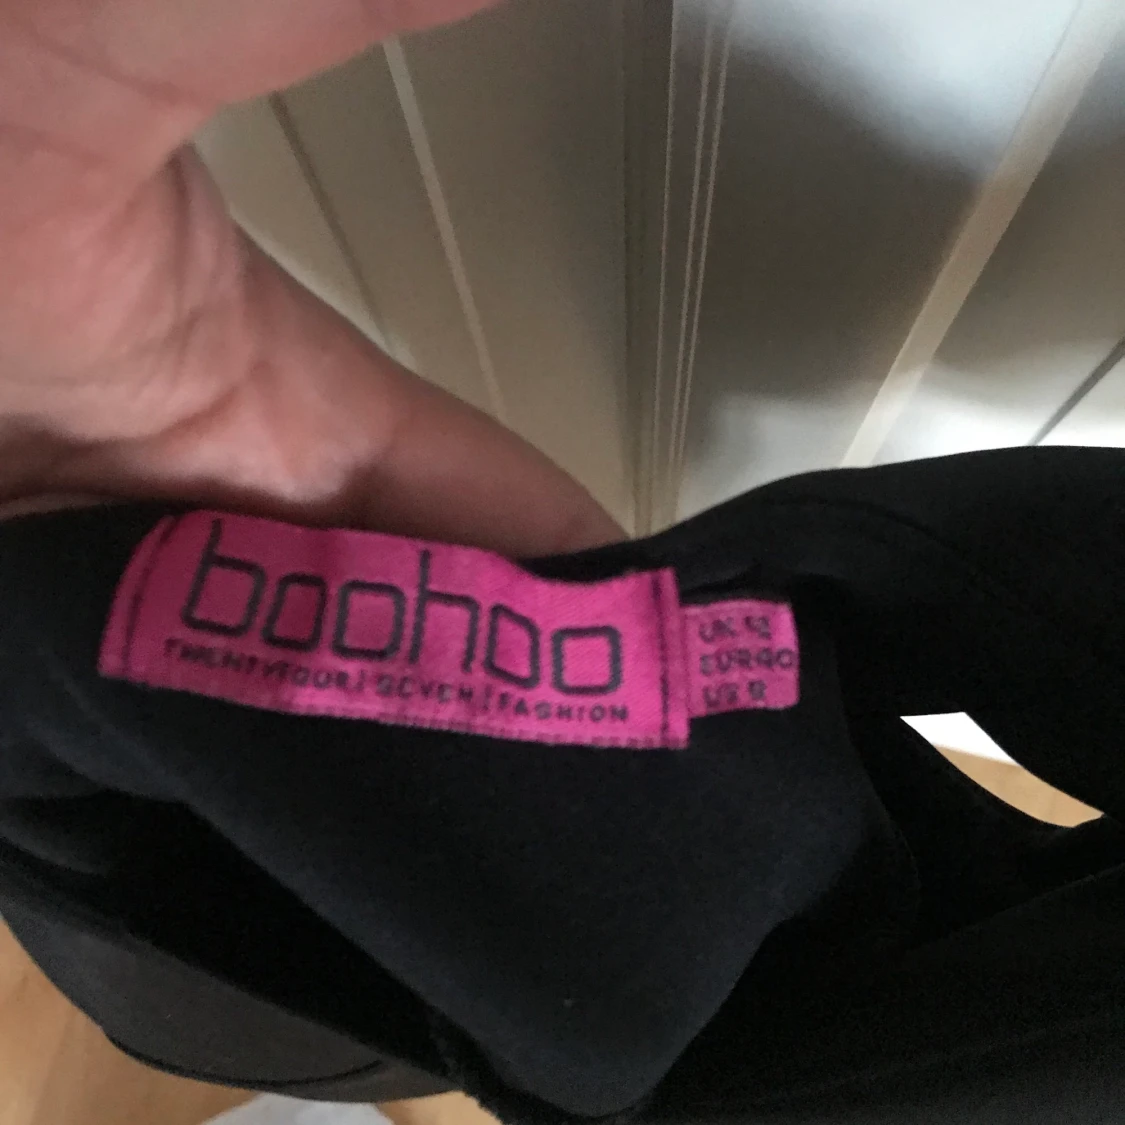 boohoo
TWENTYFOUR|SEVEN|FASHION
UK 12
EUR 40
US 8